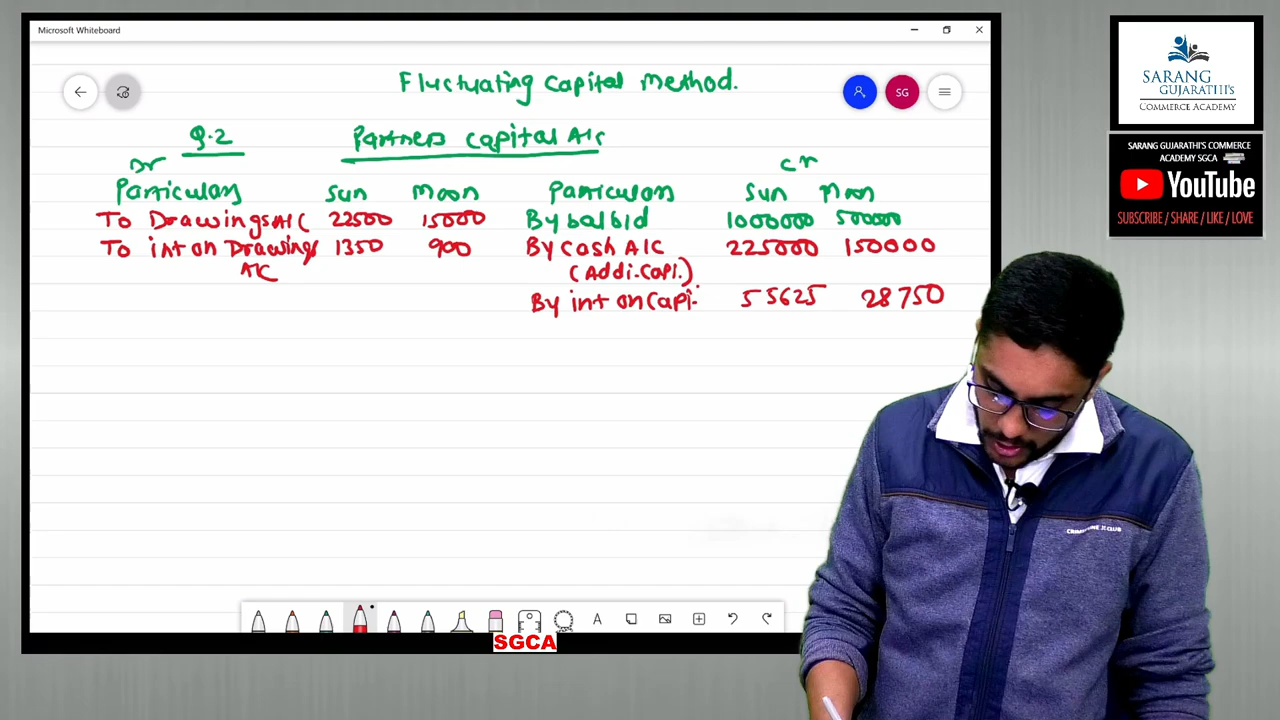 Microsoft Whiteboard
Fluctuating Capital Method.
SG
Q.2 Partners Capital A/c
Dr Cr
Particulars Sun Moon Particulars Sun Moon
To Drawings A/C 22500 15000 By bal b/d 1000000 500000
To int on Drawings A/C 1350 900 By Cash A/C (Addi. Capi.) 225000 150000
By int on Capi. 55625 28750
SGCA
SARANG
GUJARATHI'S
COMMERCE ACADEMY
SARANG GUJARATHI'S COMMERCE
ACADEMY SGCA
YouTube
SUBSCRIBE / SHARE / LIKE / LOVE